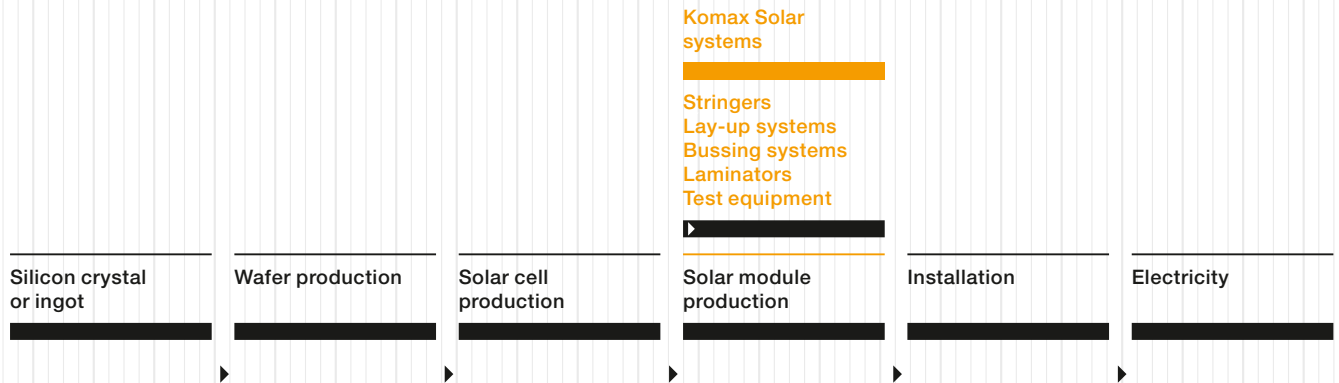 Komax Solar
systems
Stringers
Lay-up systems
Bussing systems
Laminators
Test equipment
Silicon crystal
or ingot
Wafer production
Solar cell
production
Solar module
production
Installation
Electricity